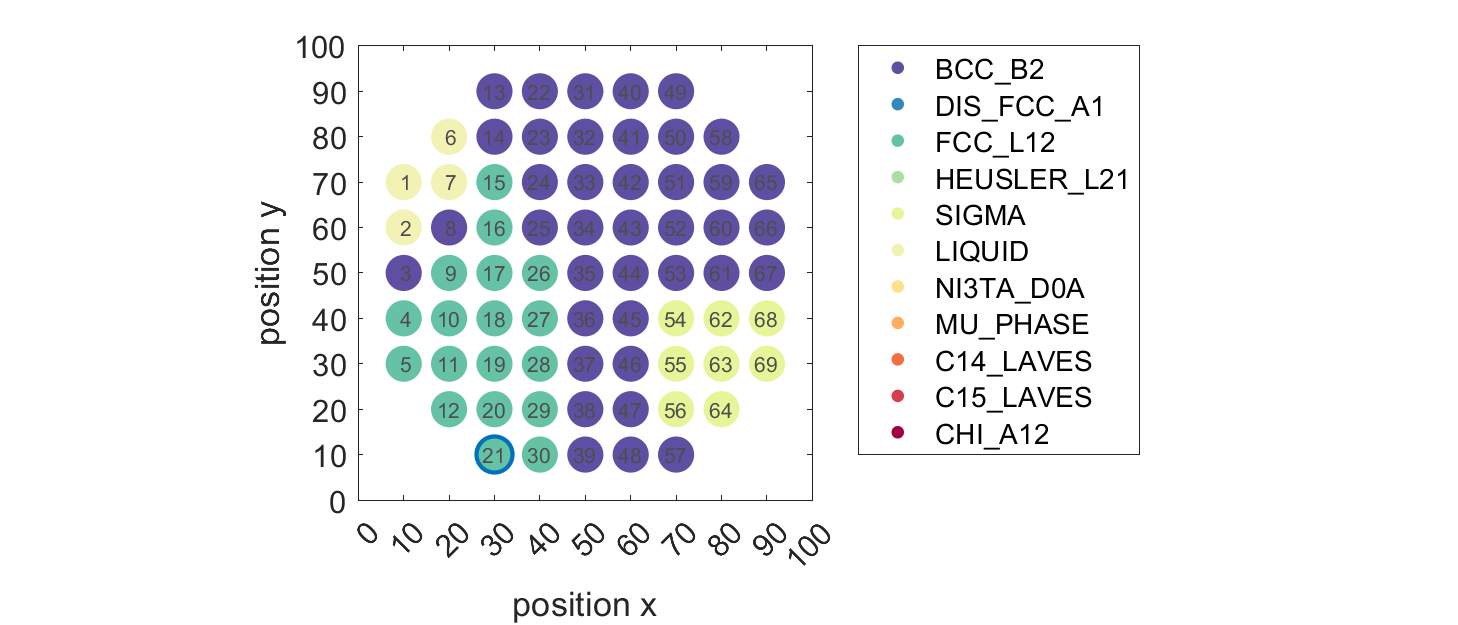 100
90
80
70
60
50
40
30
20
10
0
position y
13 22 31 40 49
6 14 23 32 41 50 58
1 7 15 24 33 42 51 59 65
2 8 16 25 34 43 52 60 66
3 9 17 26 35 44 53 61 67
4 10 18 27 36 45 54 62 68
5 11 19 28 37 46 55 63 69
12 20 29 38 47 56 64
21 30 39 48 57
0 10 20 30 40 50 60 70 80 90 100
position x
BCC_B2
DIS_FCC_A1
FCC_L12
HEUSLER_L21
SIGMA
LIQUID
NI3TA_D0A
MU_PHASE
C14_LAVES
C15_LAVES
CHI_A12